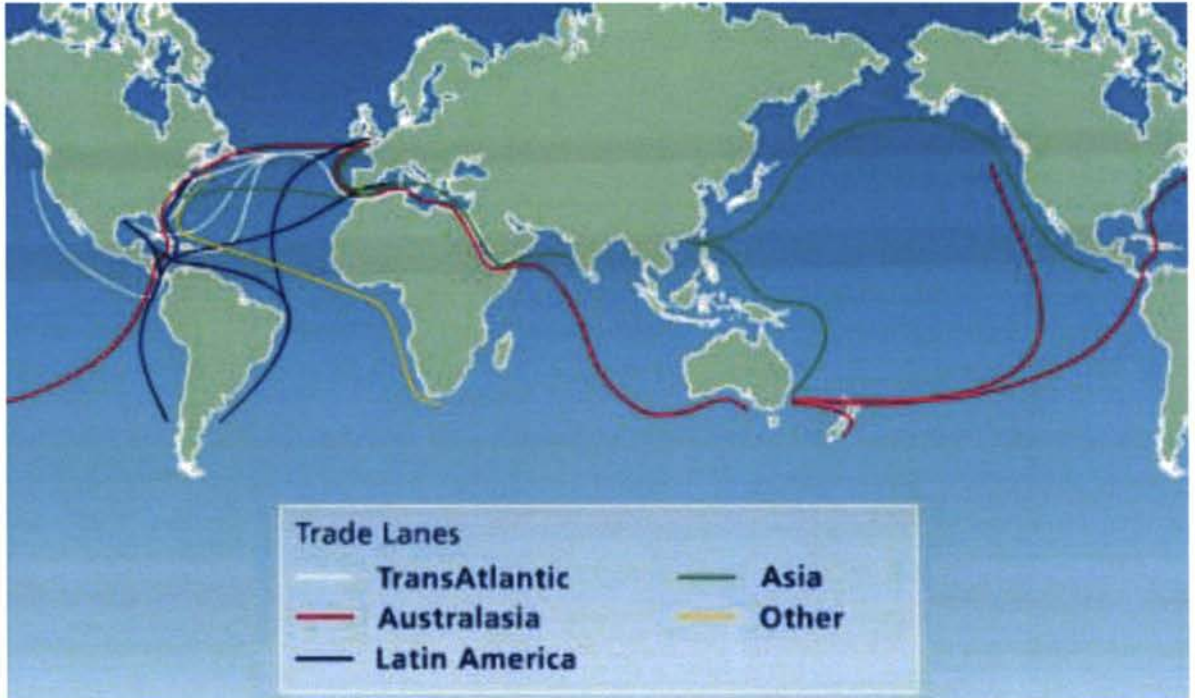 Trade Lanes
TransAtlantic
Asia
Australasia
Other
Latin America